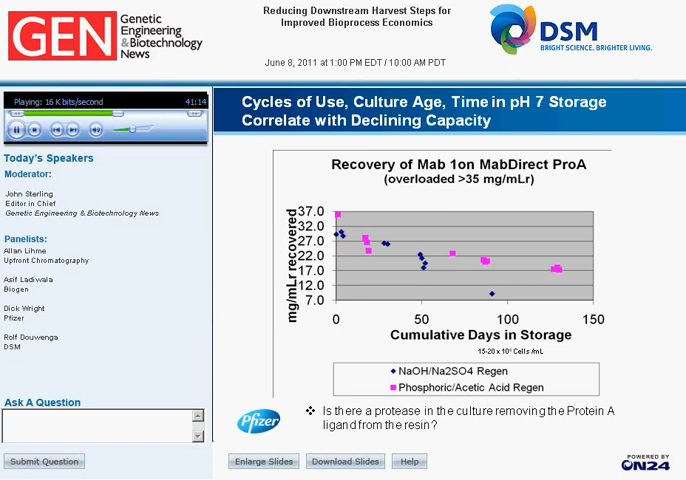 GEN
Genetic
Engineering
&Biotechnology
News
Reducing Downstream Harvest Steps for
Improved Bioprocess Economics
June 8, 2011 at 1:00 PM EDT / 10:00 AM PDT
DSM
BRIGHT SCIENCE. BRIGHTER LIVING.
Playing: 16 K bits/second 41:14
Today's Speakers
Moderator:
John Sterling
Editor in Chief
Genetic Engineering & Biotechnology News
Panelists:
Allan Lihme
Upfront Chromatography
Asif Ladiwala
Biogen
Dick Wright
Pfizer
Rolf Douwenga
DSM
Ask A Question
Submit Question
Cycles of Use, Culture Age, Time in pH 7 Storage
Correlate with Declining Capacity
Recovery of Mab 1on MabDirect ProA
(overloaded >35 mg/mLr)
mg/mLr recovered
37.0
32.0
27.0
22.0
17.0
12.0
7.0
0 50 100 150
Cumulative Days in Storage
NaOH/Na2SO4 Regen
Phosphoric/Acetic Acid Regen
Pfizer
❖ Is there a protease in the culture removing the Protein A
ligand from the resin?
Enlarge Slides Download Slides Help
POWERED BY
ON24